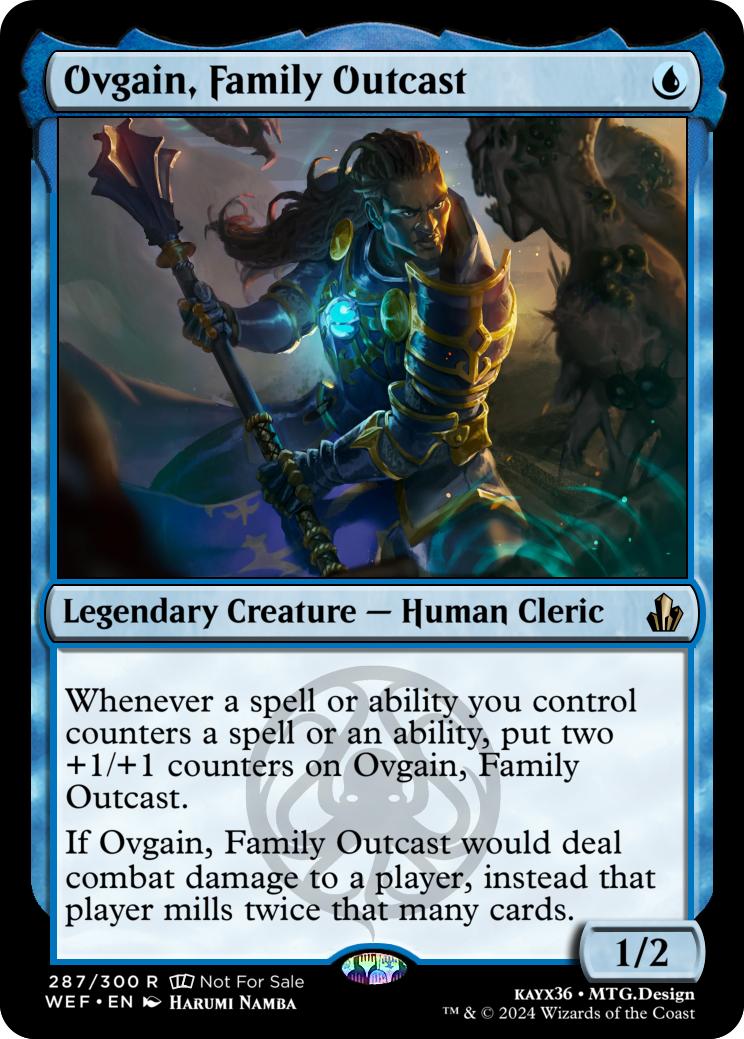 Ovgain, Family Outcast
Legendary Creature — Human Cleric
Whenever a spell or ability you control
counters a spell or an ability, put two
+1/+1 counters on Ovgain, Family
Outcast.
If Ovgain, Family Outcast would deal
combat damage to a player, instead that
player mills twice that many cards.
1/2
287/300 R Not For Sale
WEF • EN Harumi Namba
KAYX36 • MTG.Design
™ & © 2024 Wizards of the Coast